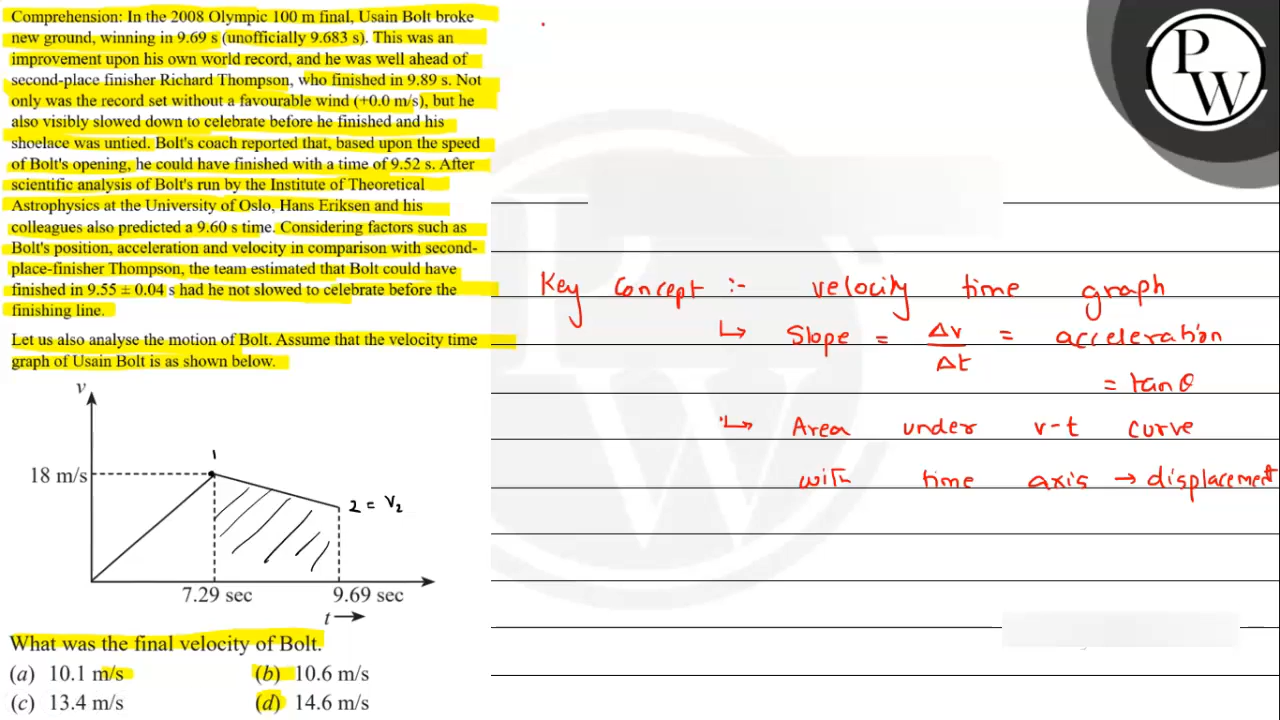 Comprehension: In the 2008 Olympic 100 m final, Usain Bolt broke
new ground, winning in 9.69 s (unofficially 9.683 s). This was an
improvement upon his own world record, and he was well ahead of
second-place finisher Richard Thompson, who finished in 9.89 s. Not
only was the record set without a favourable wind (+0.0 m/s), but he
also visibly slowed down to celebrate before he finished and his
shoelace was untied. Bolt's coach reported that, based upon the speed
of Bolt's opening, he could have finished with a time of 9.52 s. After
scientific analysis of Bolt's run by the Institute of Theoretical
Astrophysics at the University of Oslo, Hans Eriksen and his
colleagues also predicted a 9.60 s time. Considering factors such as
Bolt's position, acceleration and velocity in comparison with second-
place-finisher Thompson, the team estimated that Bolt could have
finished in 9.55 ± 0.04 s had he not slowed to celebrate before the
finishing line.
Let us also analyse the motion of Bolt. Assume that the velocity time
graph of Usain Bolt is as shown below.
v
1
18 m/s
2 = V₂
7.29 sec 9.69 sec
t→
What was the final velocity of Bolt.
(a) 10.1 m/s (b) 10.6 m/s
(c) 13.4 m/s (d) 14.6 m/s
P
W
Key Concept :- velocity time graph
↳ Slope = Δv/Δt = acceleration
= tan θ
↳ Area under v-t curve
with time axis → displacement